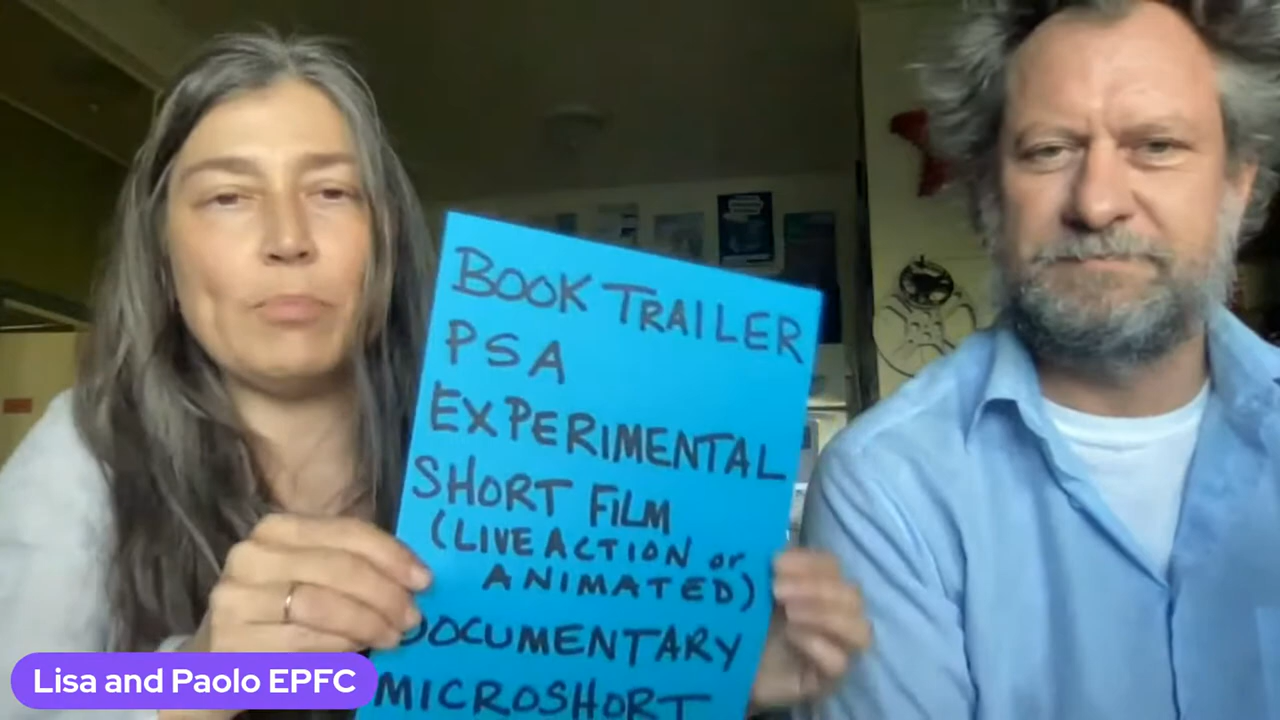 BOOK TRAILER
PSA
EXPERIMENTAL
SHORT FILM
(LIVE ACTION or
ANIMATED)
DOCUMENTARY
MICROSHORT
Lisa and Paolo EPFC